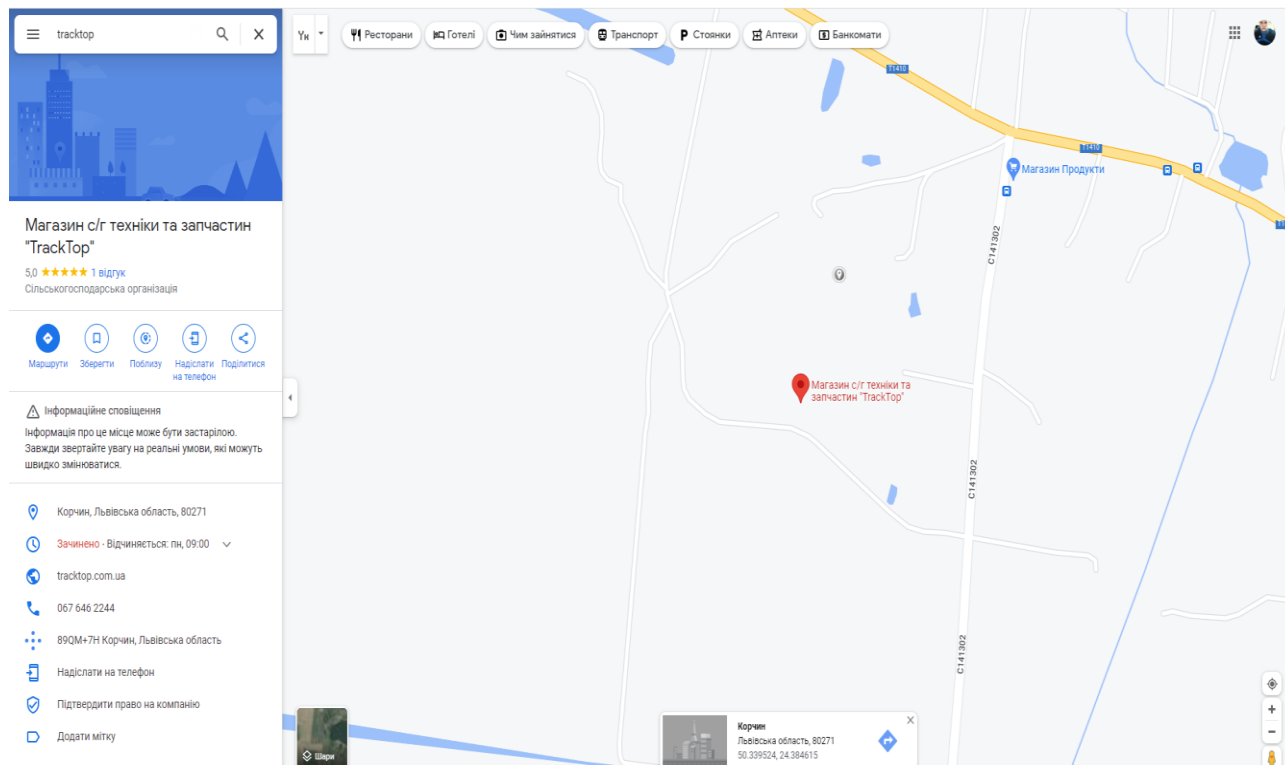 tracktop
Ресторани
Готелі
Чим зайнятися
Транспорт
P Стоянки
Аптеки
Банкомати
Магазин с/г техніки та запчастин
"TrackTop"
5,0 ★★★★★ 1 відгук
Сільськогосподарська організація
Маршрути
Зберегти
Поблизу
Надіслати
на телефон
Поділитися
Інформаційне сповіщення
Інформація про це місце може бути застарілою.
Завжди звертайте увагу на реальні умови, які можуть
швидко змінюватися.
Корчин, Львівська область, 80271
Зачинено · Відчиняється: пн, 09:00
tracktop.com.ua
067 646 2244
89QM+7H Корчин, Львівська область
Надіслати на телефон
Підтвердити право на компанію
Додати мітку
T1410
T1410
Магазин Продукти
C141302
Магазин с/г техніки та
запчастин "TrackTop"
C141302
C141302
Шари
Корчин
Львівська область, 80271
50.339524, 24.384615